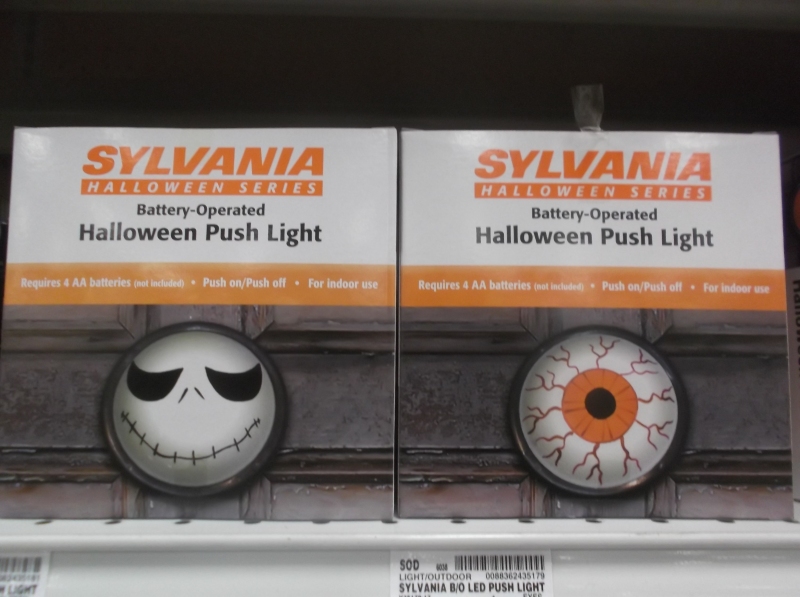 SYLVANIA
HALLOWEEN SERIES
Battery-Operated
Halloween Push Light
Requires 4 AA batteries (not included) • Push on/Push off • For indoor use
SYLVANIA
HALLOWEEN SERIES
Battery-Operated
Halloween Push Light
Requires 4 AA batteries (not included) • Push on/Push off • For indoor use
LIGHT
SOD
LIGHT/OUTDOOR 0088362435179
SYLVANIA B/O LED PUSH LIGHT
EYES